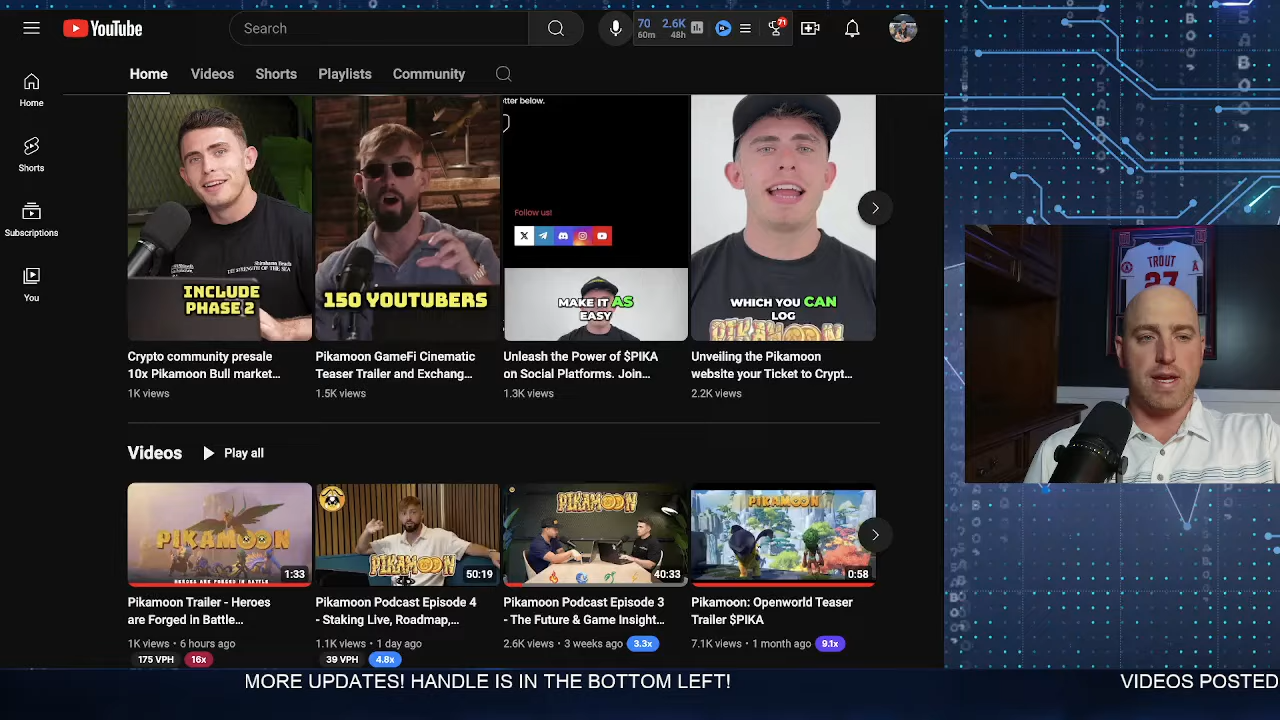 YouTube
Search
70
60m
2.6K
48h
71
Home
Videos
Shorts
Playlists
Community
Home
Shorts
Subscriptions
You
INCLUDE
PHASE 2
150 YOUTUBERS
tter below.
Follow us!
MAKE IT AS
EASY
WHICH YOU CAN
LOG
PIKAMOON
Crypto community presale
10x Pikamoon Bull market...
1K views
Pikamoon GameFi Cinematic
Teaser Trailer and Exchang...
1.5K views
Unleash the Power of $PIKA
on Social Platforms. Join...
1.3K views
Unveiling the Pikamoon
website your Ticket to Crypt...
2.2K views
TROUT
27
Videos
Play all
PIKAMOON
HEROES ARE FORGED IN BATTLE
1:33
PIKAMOON
50:19
PIKAMOON
40:33
PIKAMOON
0:58
Pikamoon Trailer - Heroes
are Forged in Battle...
1K views • 6 hours ago
175 VPH
16x
Pikamoon Podcast Episode 4
- Staking Live, Roadmap,...
1.1K views • 1 day ago
39 VPH
4.8x
Pikamoon Podcast Episode 3
- The Future & Game Insight...
2.6K views • 3 weeks ago
3.3x
Pikamoon: Openworld Teaser
Trailer $PIKA
7.1K views • 1 month ago
9.1x
MORE UPDATES! HANDLE IS IN THE BOTTOM LEFT!
VIDEOS POSTED